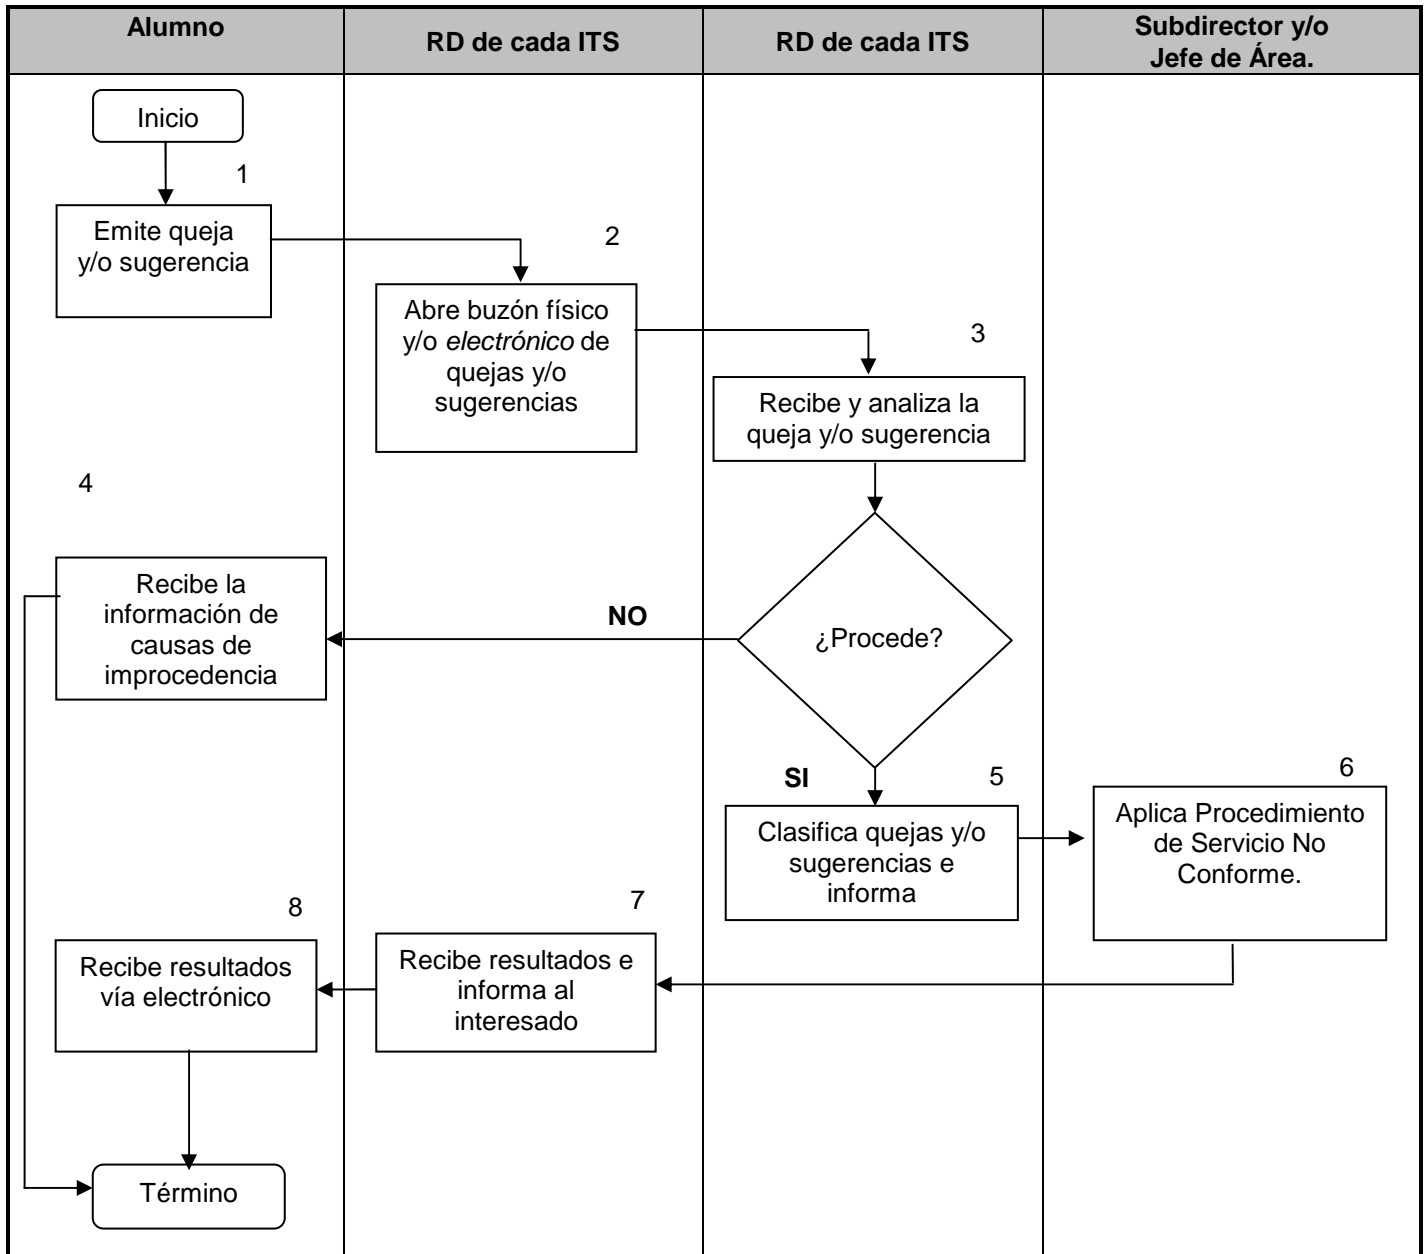 Alumno
RD de cada ITS
RD de cada ITS
Subdirector y/o
Jefe de Área.
Inicio
1
Emite queja
y/o sugerencia
2
Abre buzón físico
y/o electrónico de
quejas y/o
sugerencias
3
Recibe y analiza la
queja y/o sugerencia
4
Recibe la
información de
causas de
improcedencia
NO
¿Procede?
SI
5
Clasifica quejas y/o
sugerencias e
informa
6
Aplica Procedimiento
de Servicio No
Conforme.
7
Recibe resultados e
informa al
interesado
8
Recibe resultados
vía electrónico
Término